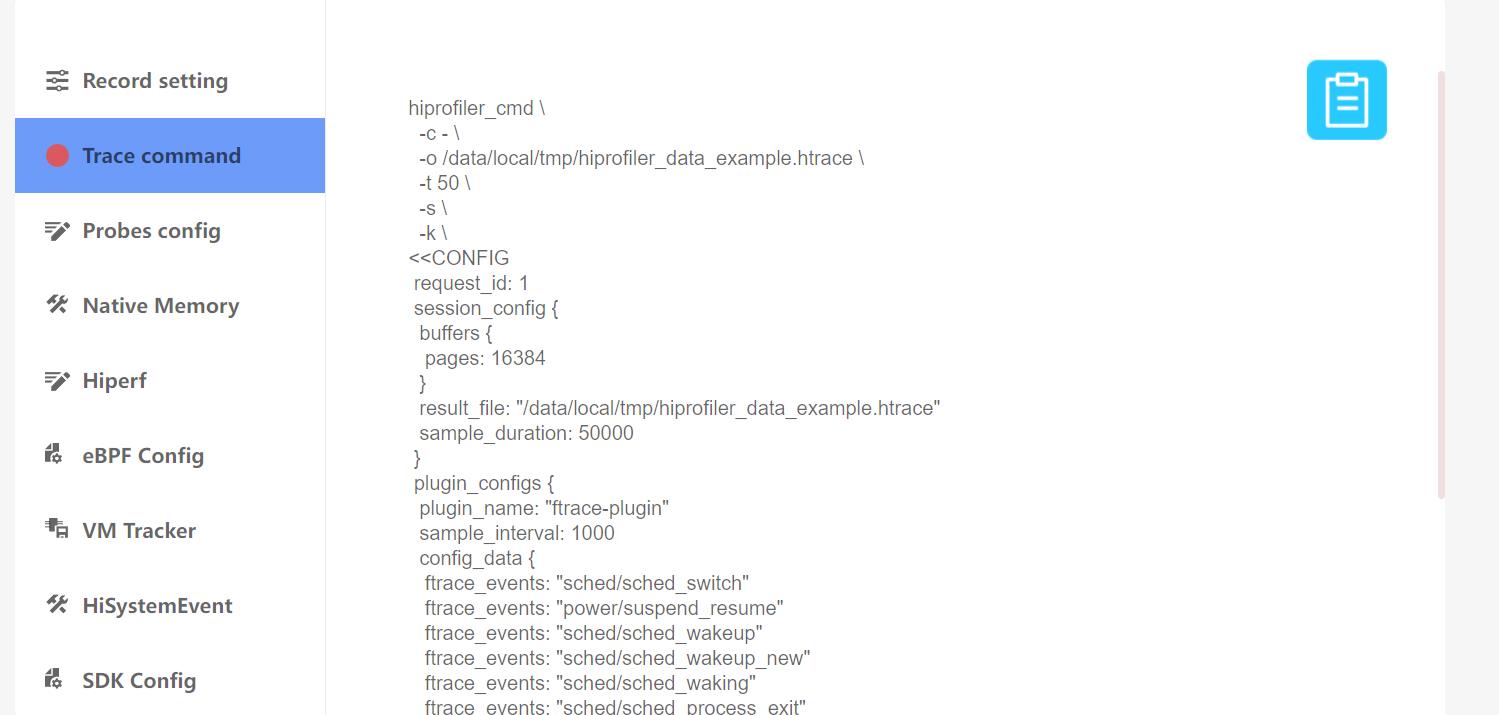 Record setting
Trace command
Probes config
Native Memory
Hiperf
eBPF Config
VM Tracker
HiSystemEvent
SDK Config
hiprofiler_cmd \
-c - \
-o /data/local/tmp/hiprofiler_data_example.htrace \
-t 50 \
-s \
-k \
<<CONFIG
request_id: 1
session_config {
buffers {
pages: 16384
}
result_file: "/data/local/tmp/hiprofiler_data_example.htrace"
sample_duration: 50000
}
plugin_configs {
plugin_name: "ftrace-plugin"
sample_interval: 1000
config_data {
ftrace_events: "sched/sched_switch"
ftrace_events: "power/suspend_resume"
ftrace_events: "sched/sched_wakeup"
ftrace_events: "sched/sched_wakeup_new"
ftrace_events: "sched/sched_waking"
ftrace_events: "sched/sched_process_exit"